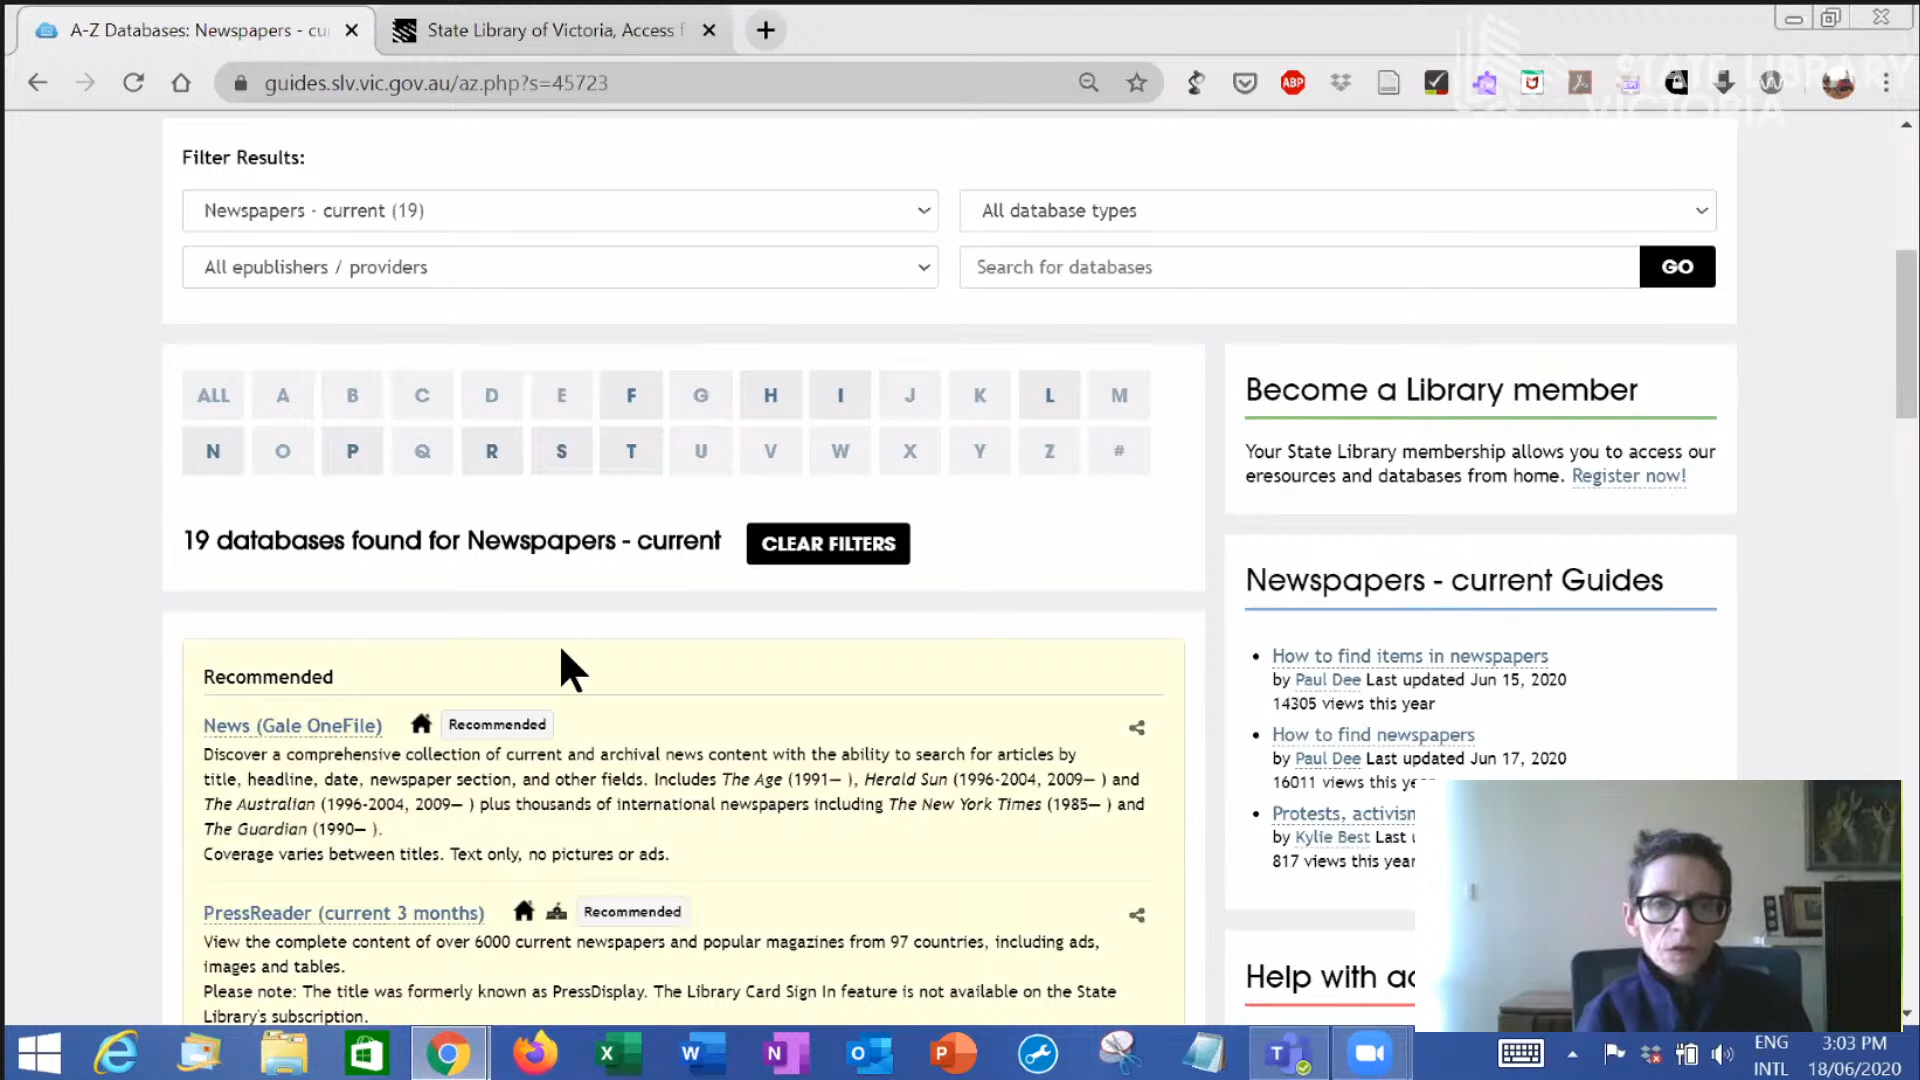 A-Z Databases: Newspapers - cu
State Library of Victoria, Access f
guides.slv.vic.gov.au/az.php?s=45723
ABP
STATE LIBRARY
VICTORIA
Filter Results:
Newspapers - current (19)
All database types
All epublishers / providers
Search for databases
GO
ALL A B C D E F G H I J K L M
N O P Q R S T U V W X Y Z #
19 databases found for Newspapers - current
CLEAR FILTERS
Recommended
News (Gale OneFile)
Recommended
Discover a comprehensive collection of current and archival news content with the ability to search for articles by
title, headline, date, newspaper section, and other fields. Includes The Age (1991– ), Herald Sun (1996-2004, 2009– ) and
The Australian (1996-2004, 2009– ) plus thousands of international newspapers including The New York Times (1985– ) and
The Guardian (1990– ).
Coverage varies between titles. Text only, no pictures or ads.
PressReader (current 3 months)
Recommended
View the complete content of over 6000 current newspapers and popular magazines from 97 countries, including ads,
images and tables.
Please note: The title was formerly known as PressDisplay. The Library Card Sign In feature is not available on the State
Library's subscription.
Become a Library member
Your State Library membership allows you to access our
eresources and databases from home. Register now!
Newspapers - current Guides
How to find items in newspapers
by Paul Dee Last updated Jun 15, 2020
14305 views this year
How to find newspapers
by Paul Dee Last updated Jun 17, 2020
16011 views this year
Protests, activism
by Kylie Best Last
817 views this year
Help with
ENG
INTL
3:03 PM
18/06/2020